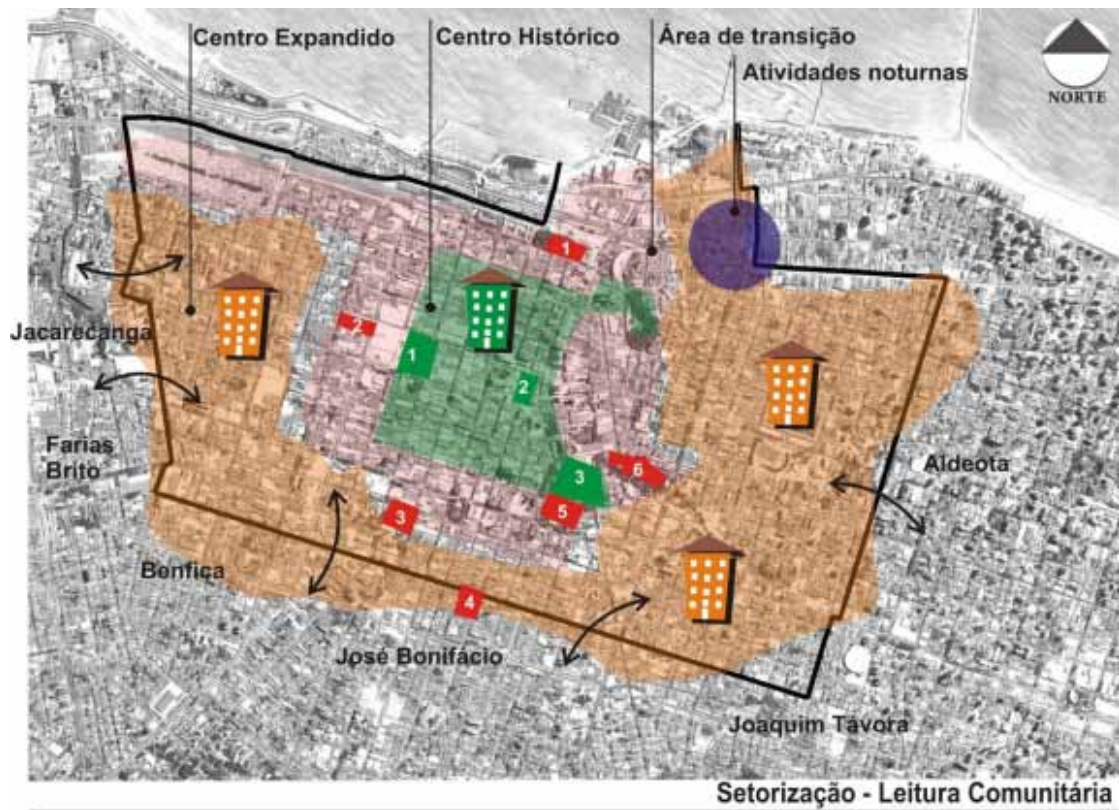 Centro Expandido
Centro Histórico
Área de transição
Atividades noturnas
NORTE
1
2
1
2
Jacarecanga
Farias
Brito
3
6
5
3
Aldeota
Benfica
4
José Bonifácio
Joaquim Távora
Setorização - Leitura Comunitária